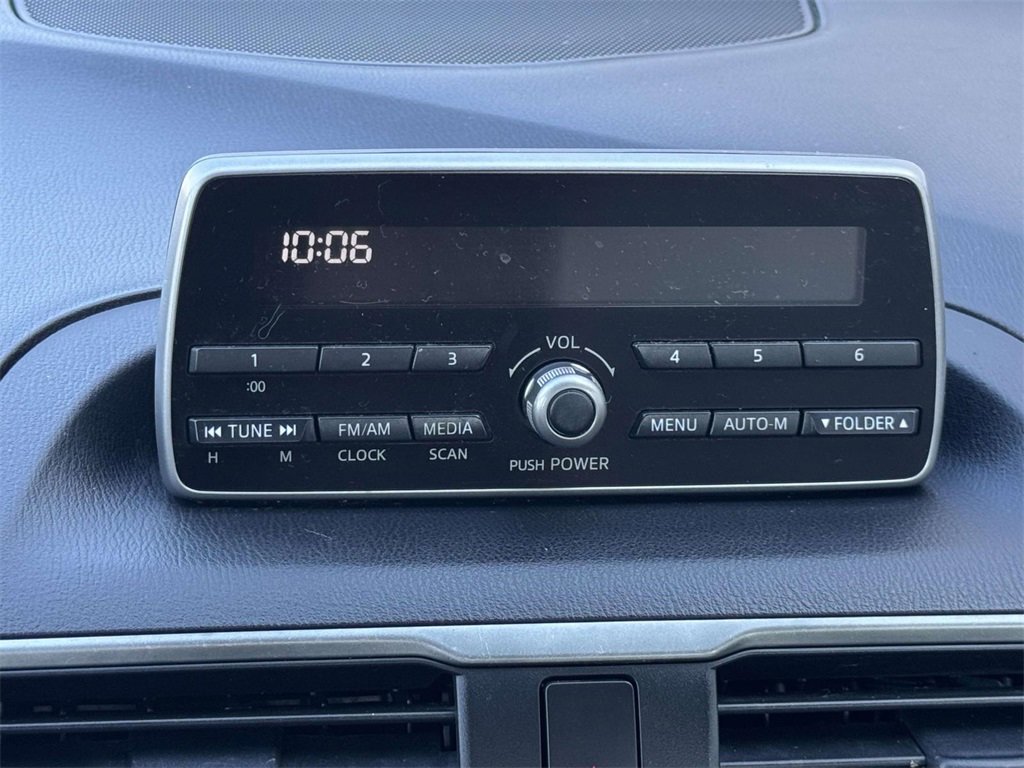 10:06
VOL
1 2 3 4 5 6
:00
⏮ TUNE ⏭ FM/AM MEDIA MENU AUTO-M ▼ FOLDER ▲
H M CLOCK SCAN
PUSH POWER